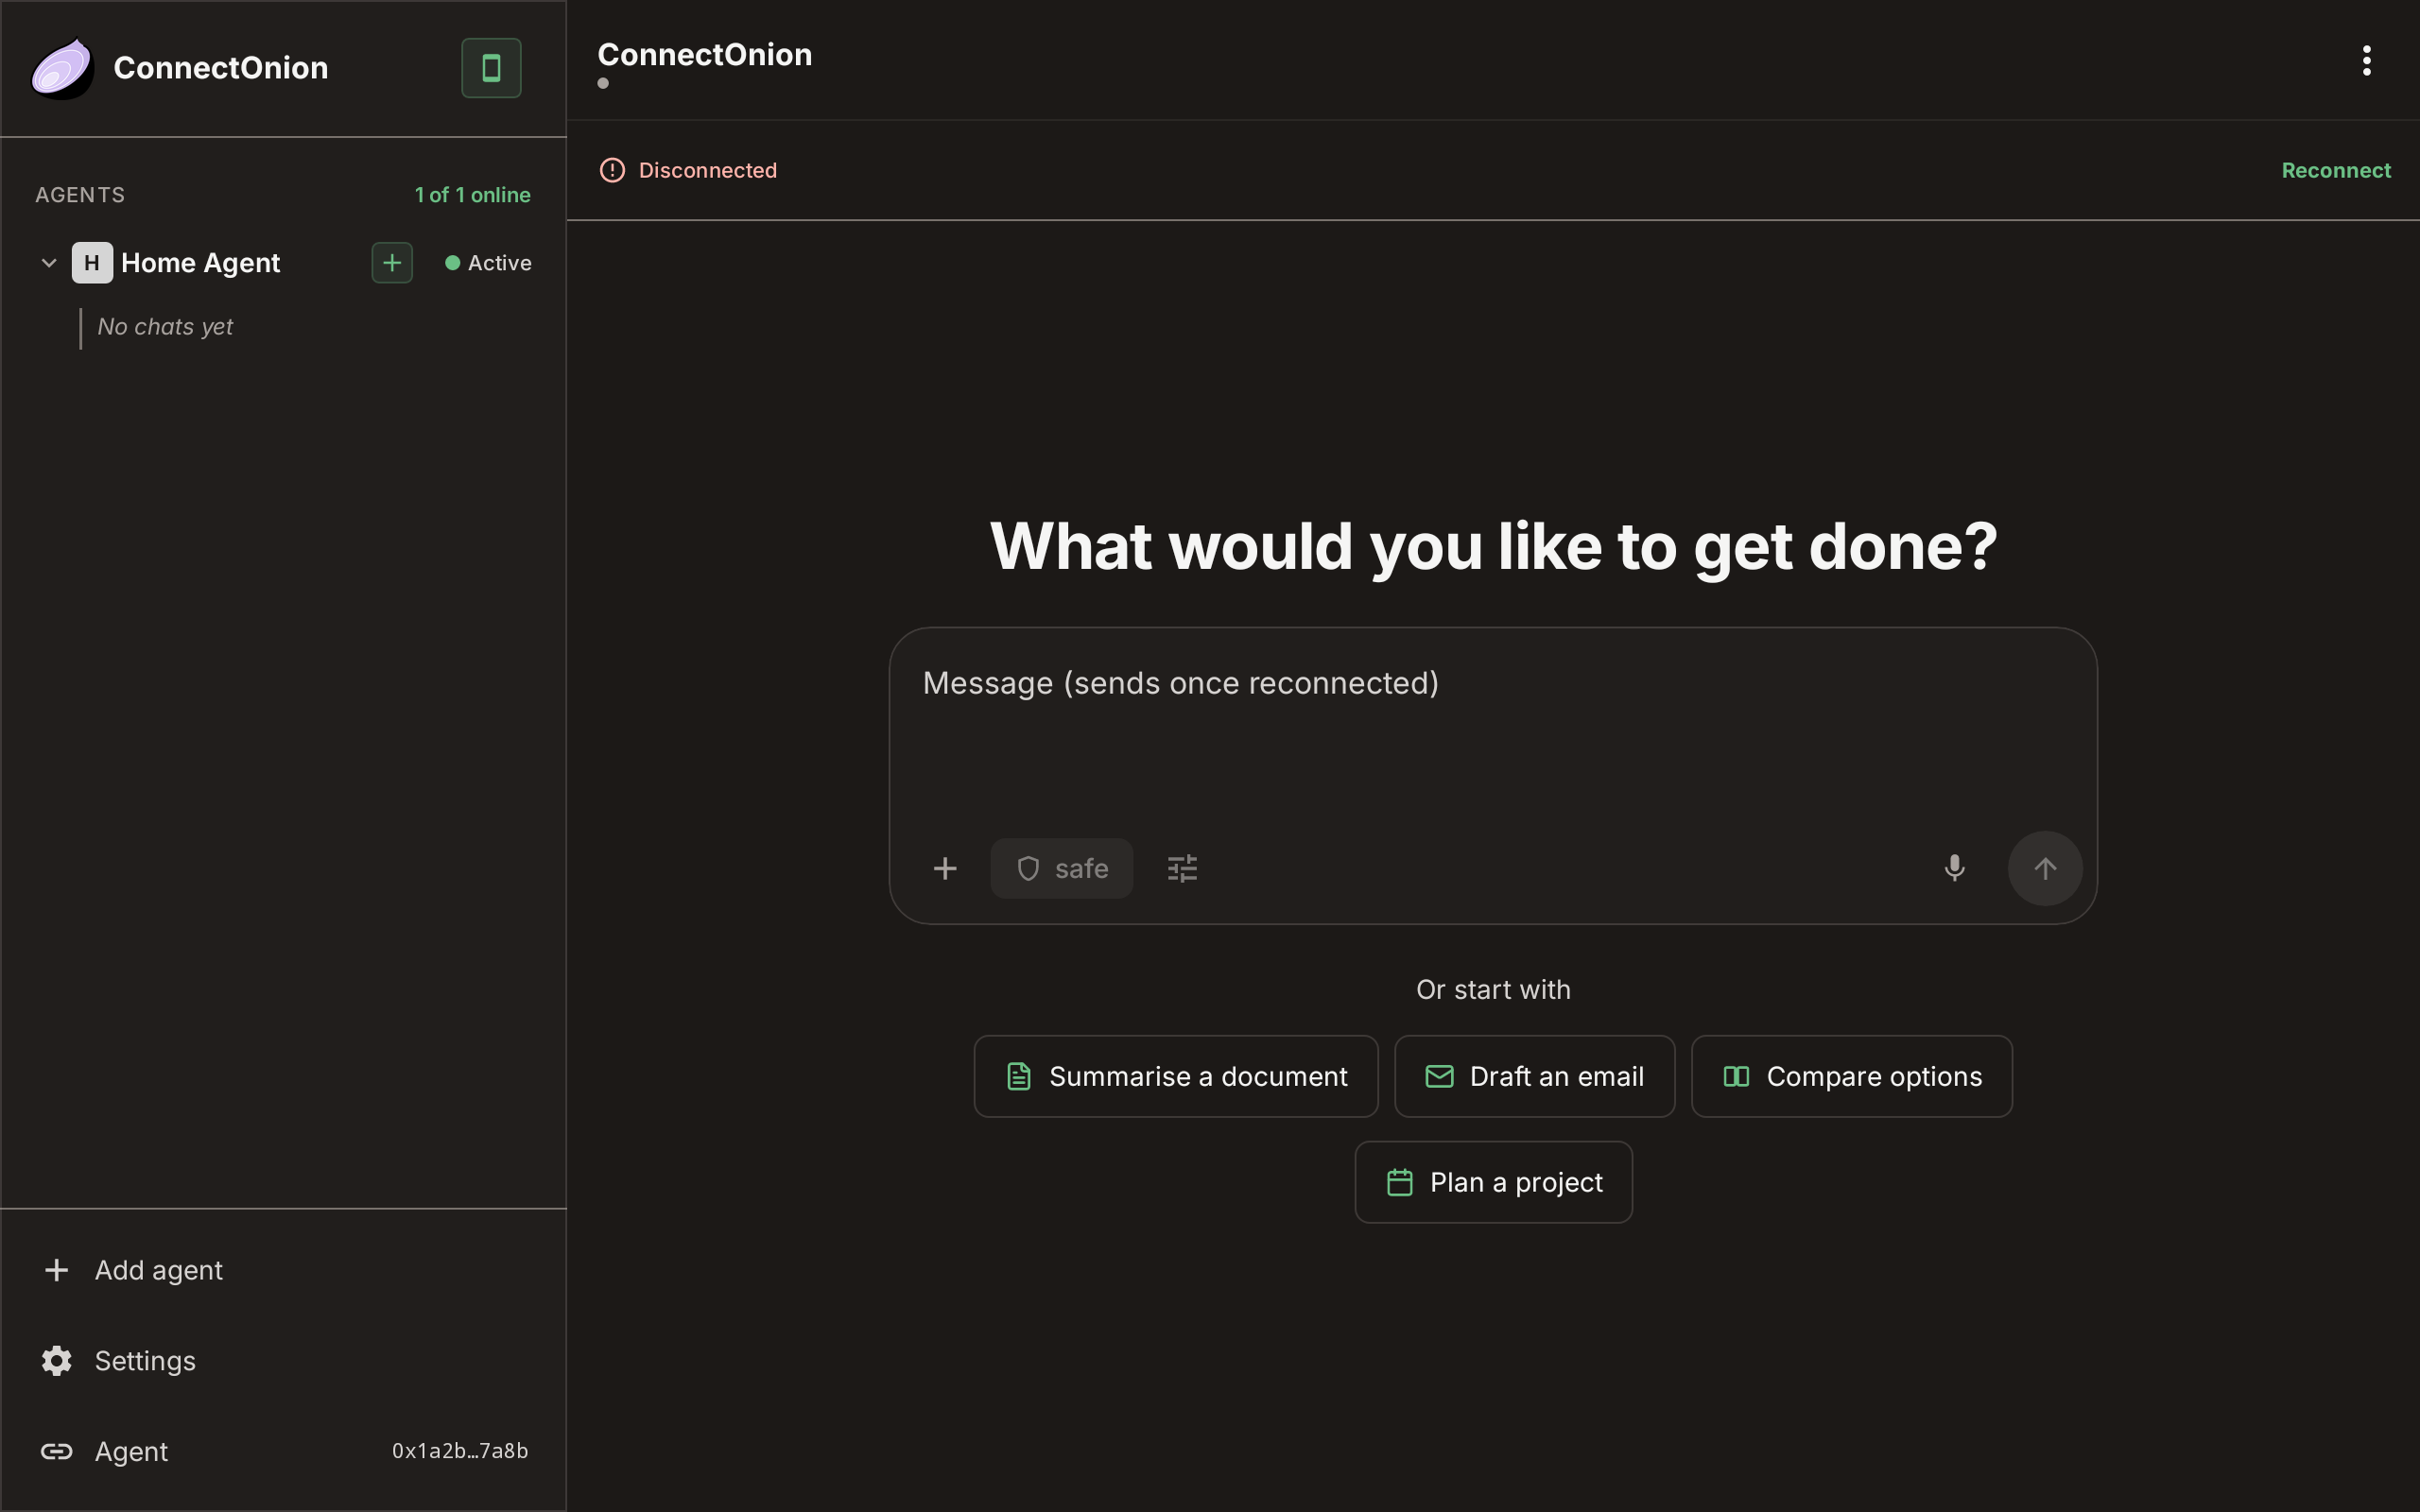 ConnectOnion
AGENTS
1 of 1 online
H
Home Agent
Active
No chats yet
Add agent
Settings
Agent
0x1a2b…7a8b
ConnectOnion
Disconnected
Reconnect
What would you like to get done?
Message (sends once reconnected)
safe
Or start with
Summarise a document
Draft an email
Compare options
Plan a project